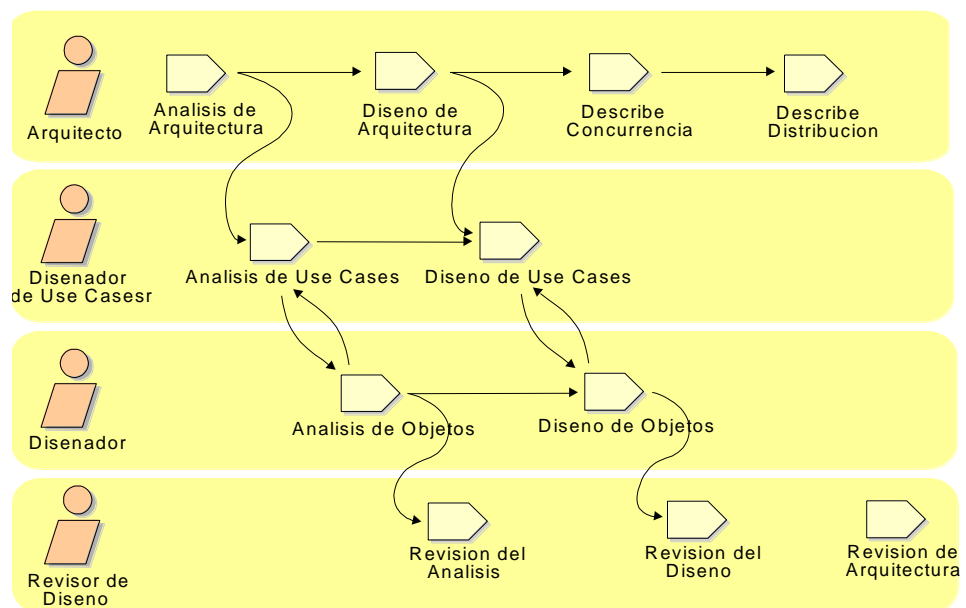 Arquitecto
Analisis de
Arquitectura
Diseno de
Arquitectura
Describe
Concurrencia
Describe
Distribucion
Disenador
de Use Casesr
Analisis de Use Cases
Diseno de Use Cases
Disenador
Analisis de Objetos
Diseno de Objetos
Revisor de
Diseno
Revision del
Analisis
Revision del
Diseno
Revision de
Arquitectura